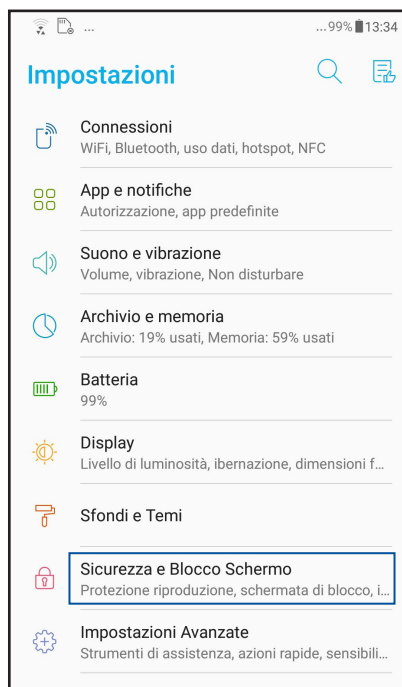 ... ...99% 13:34
Impostazioni
Connessioni
WiFi, Bluetooth, uso dati, hotspot, NFC
App e notifiche
Autorizzazione, app predefinite
Suono e vibrazione
Volume, vibrazione, Non disturbare
Archivio e memoria
Archivio: 19% usati, Memoria: 59% usati
Batteria
99%
Display
Livello di luminosità, ibernazione, dimensioni f...
Sfondi e Temi
Sicurezza e Blocco Schermo
Protezione riproduzione, schermata di blocco, i...
Impostazioni Avanzate
Strumenti di assistenza, azioni rapide, sensibili...